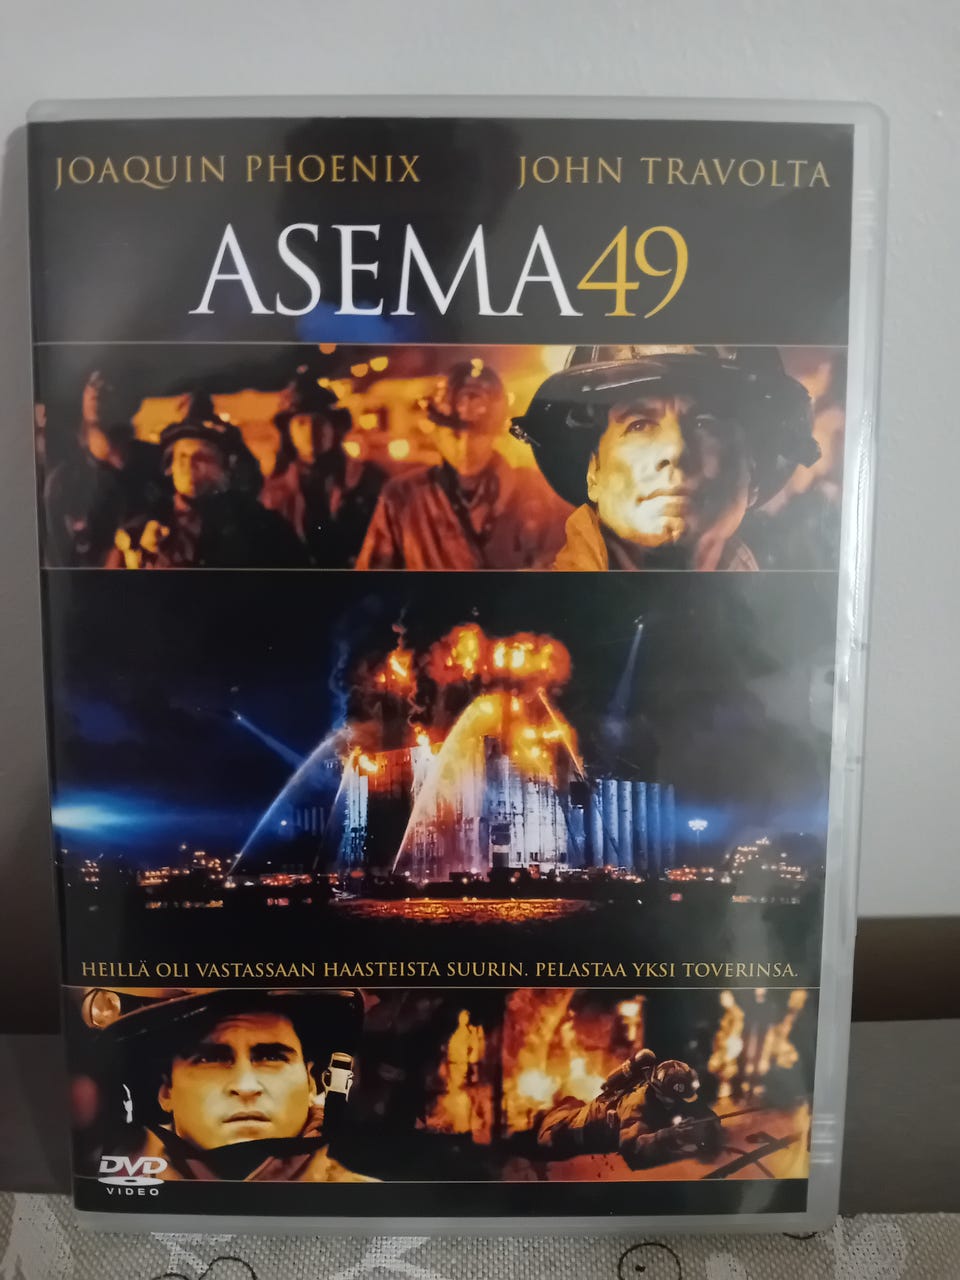 JOAQUIN PHOENIX JOHN TRAVOLTA
ASEMA49
HEILLÄ OLI VASTASSAAN HAASTEISTA SUURIN. PELASTAA YKSI TOVERINSA.
DVD
VIDEO